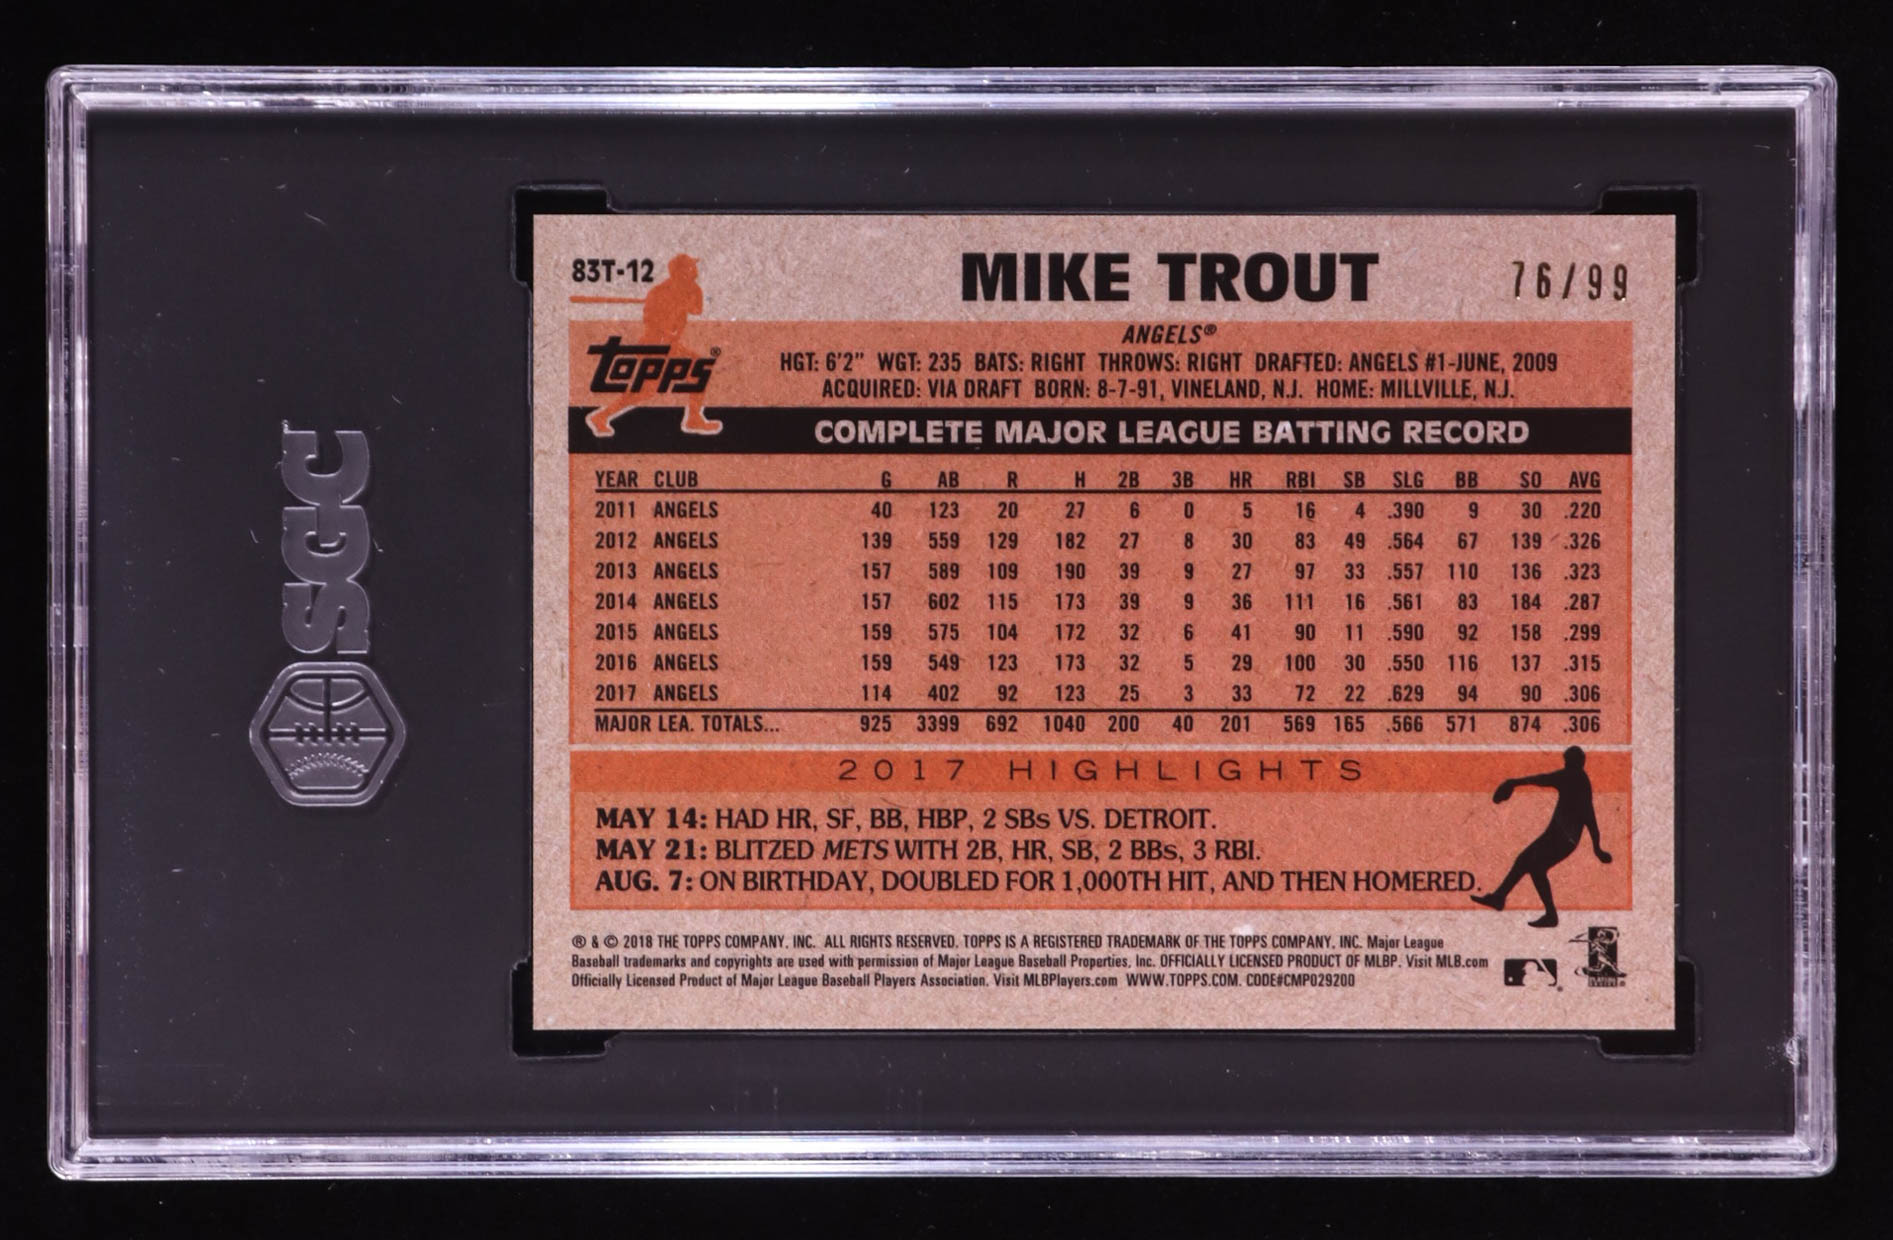 SGC
83T-12
MIKE TROUT
76/99
Topps®
ANGELS®
HGT: 6'2" WGT: 235 BATS: RIGHT THROWS: RIGHT DRAFTED: ANGELS #1-JUNE, 2009
ACQUIRED: VIA DRAFT BORN: 8-7-91, VINELAND, N.J. HOME: MILLVILLE, N.J.
COMPLETE MAJOR LEAGUE BATTING RECORD
YEAR CLUB G AB R H 2B 3B HR RBI SB SLG BB SO AVG
2011 ANGELS 40 123 20 27 6 0 5 16 4 .390 9 30 .220
2012 ANGELS 139 559 129 182 27 8 30 83 49 .564 67 139 .326
2013 ANGELS 157 589 109 190 39 9 27 97 33 .557 110 136 .323
2014 ANGELS 157 602 115 173 39 9 36 111 16 .561 83 184 .287
2015 ANGELS 159 575 104 172 32 6 41 90 11 .590 92 158 .299
2016 ANGELS 159 549 123 173 32 5 29 100 30 .550 116 137 .315
2017 ANGELS 114 402 92 123 25 3 33 72 22 .629 94 90 .306
MAJOR LEA. TOTALS... 925 3399 692 1040 200 40 201 569 165 .566 571 874 .306
2017 HIGHLIGHTS
MAY 14: HAD HR, SF, BB, HBP, 2 SBs VS. DETROIT.
MAY 21: BLITZED METS WITH 2B, HR, SB, 2 BBs, 3 RBI.
AUG. 7: ON BIRTHDAY, DOUBLED FOR 1,000TH HIT, AND THEN HOMERED.
® & © 2018 THE TOPPS COMPANY, INC. ALL RIGHTS RESERVED. TOPPS IS A REGISTERED TRADEMARK OF THE TOPPS COMPANY, INC. Major League
Baseball trademarks and copyrights are used with permission of Major League Baseball Properties, Inc. OFFICIALLY LICENSED PRODUCT OF MLBP. Visit MLB.com
Officially Licensed Product of Major League Baseball Players Association. Visit MLBPlayers.com WWW.TOPPS.COM. CODE#CMP029200